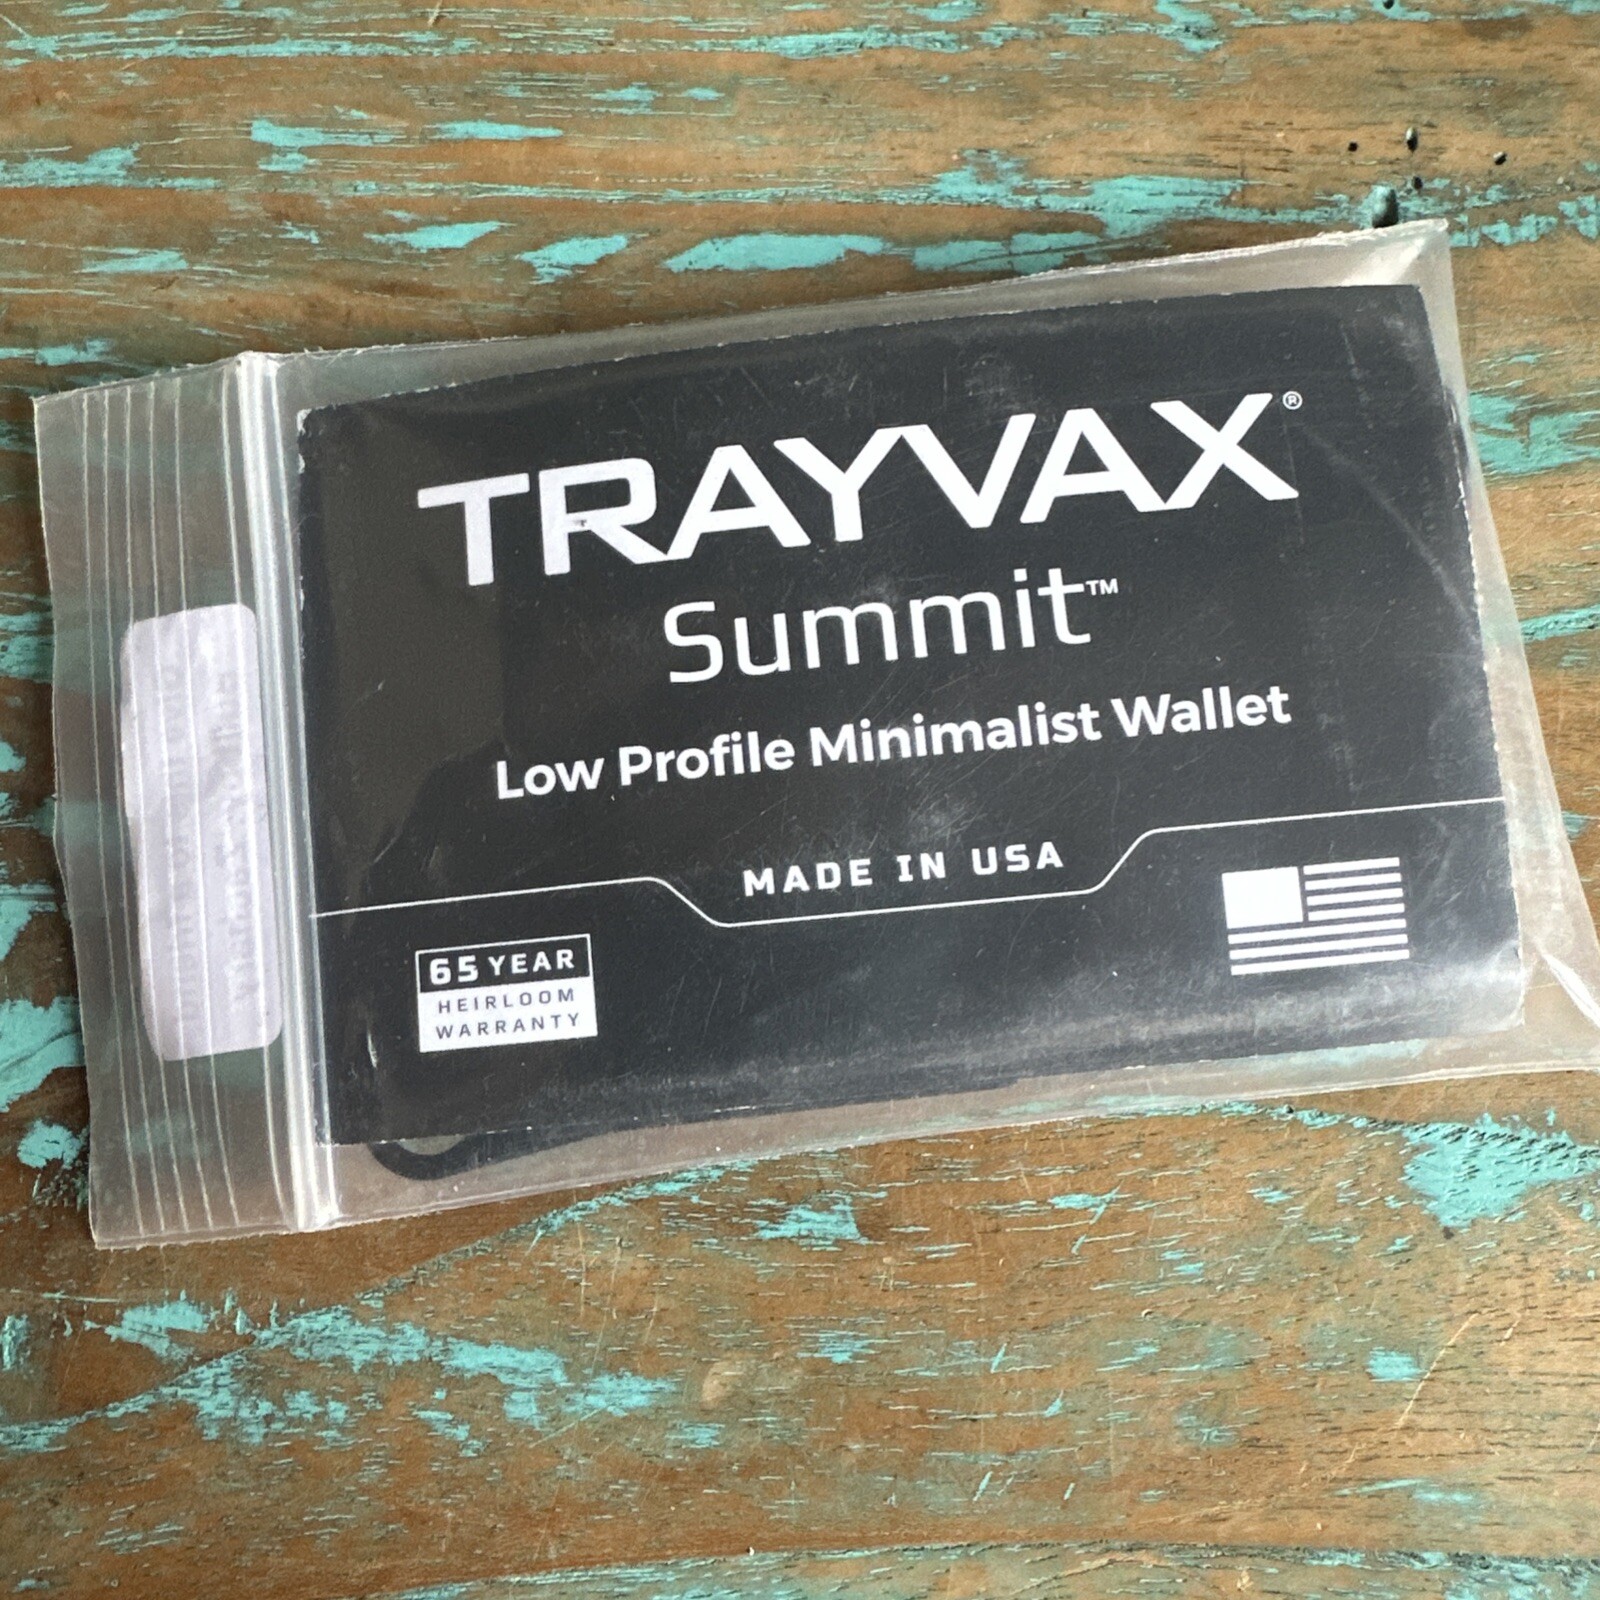 TRAYVAX®
Summit™
Low Profile Minimalist Wallet
MADE IN USA
65 YEAR
HEIRLOOM
WARRANTY